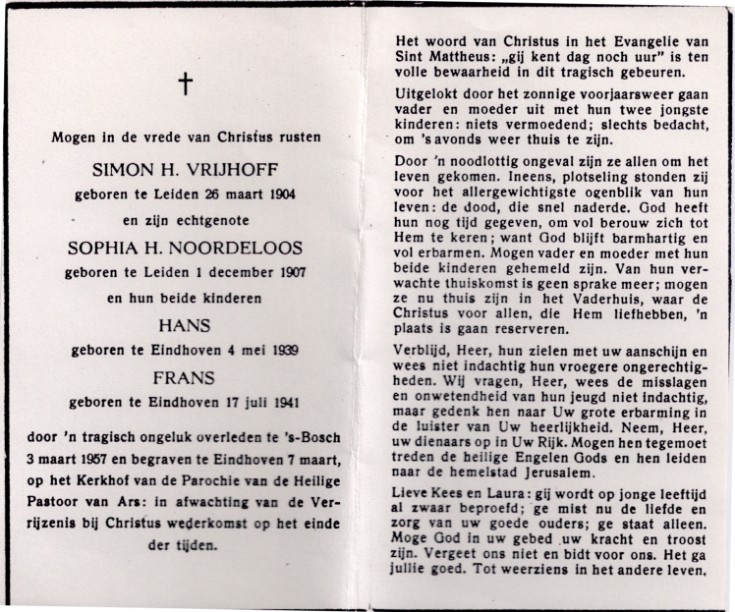 Mogen in de vrede van Christus rusten
SIMON H. VRIJHOFF
geboren te Leiden 26 maart 1904
en zijn echtgenote
SOPHIA H. NOORDELOOS
geboren te Leiden 1 december 1907
en hun beide kinderen
HANS
geboren te Eindhoven 4 mei 1939
FRANS
geboren te Eindhoven 17 juli 1941
door 'n tragisch ongeluk overleden te 's-Bosch
3 maart 1957 en begraven te Eindhoven 7 maart,
op het Kerkhof van de Parochie van de Heilige
Pastoor van Ars: in afwachting van de Ver-
rijzenis bij Christus wederkomst op het einde
der tijden.
Het woord van Christus in het Evangelie van
Sint Mattheus: „gij kent dag noch uur" is ten
volle bewaarheid in dit tragisch gebeuren.
Uitgelokt door het zonnige voorjaarsweer gaan
vader en moeder uit met hun twee jongste
kinderen: niets vermoedend; slechts bedacht,
om 's avonds weer thuis te zijn.
Door 'n noodlottig ongeval zijn ze allen om het
leven gekomen. Ineens, plotseling stonden zij
voor het allergewichtigste ogenblik van hun
leven: de dood, die snel naderde. God heeft
hun nog tijd gegeven, om vol berouw zich tot
Hem te keren; want God blijft barmhartig en
vol erbarmen. Mogen vader en moeder met hun
beide kinderen gehemeld zijn. Van hun ver-
wachte thuiskomst is geen sprake meer; mogen
ze nu thuis zijn in het Vaderhuis, waar de
Christus voor allen, die Hem liefhebben, 'n
plaats is gaan reserveren.
Verblijd, Heer, hun zielen met uw aanschijn en
wees niet indachtig hun vroegere ongerechtig-
heden. Wij vragen, Heer, wees de misslagen
en onwetendheid van hun jeugd niet indachtig,
maar gedenk hen naar Uw grote erbarming in
de luister van Uw heerlijkheid. Neem, Heer,
uw dienaars op in Uw Rijk. Mogen hen tegemoet
treden de heilige Engelen Gods en hen leiden
naar de hemelstad Jerusalem.
Lieve Kees en Laura: gij wordt op jonge leeftijd
al zwaar beproefd; ge mist nu de liefde en
zorg van uw goede ouders; ge staat alleen.
Moge God in uw gebed uw kracht en troost
zijn. Vergeet ons niet en bidt voor ons. Het ga
jullie goed. Tot weerziens in het andere leven.